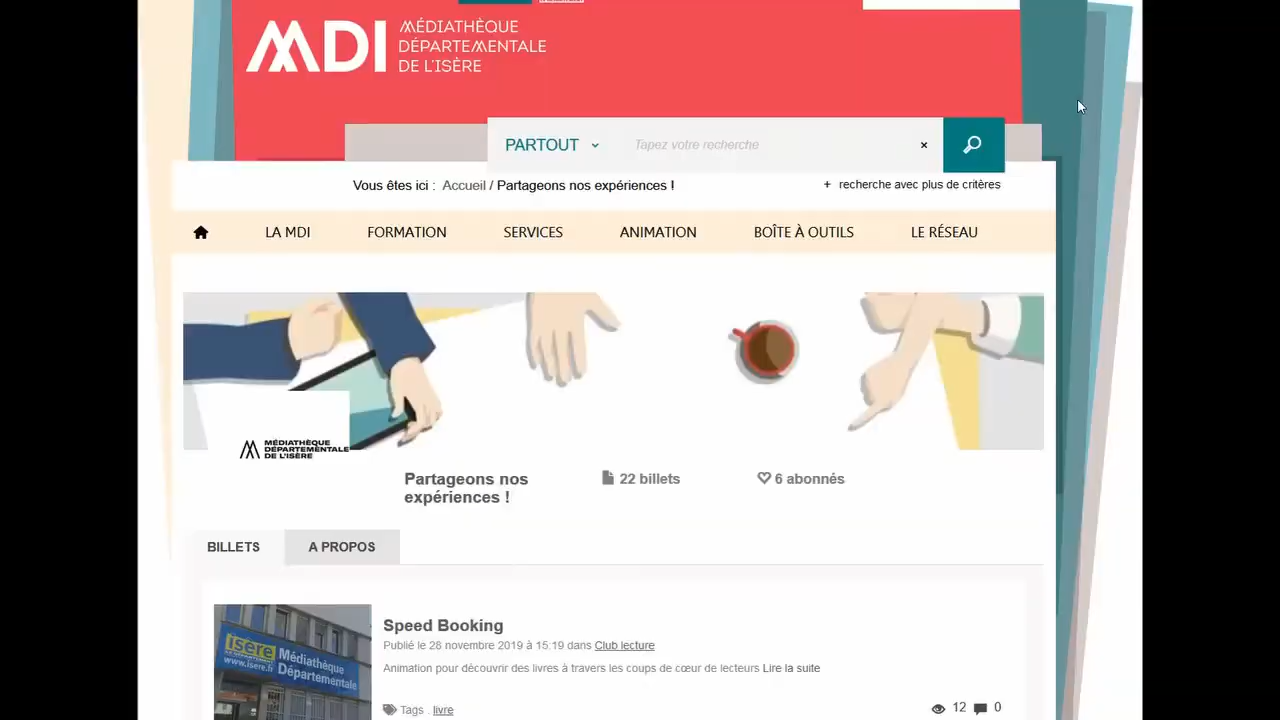 MDI MÉDIATHÈQUE
DÉPARTEMENTALE
DE L'ISÈRE
PARTOUT
Tapez votre recherche
×
Vous êtes ici : Accueil / Partageons nos expériences !
+ recherche avec plus de critères
LA MDI FORMATION SERVICES ANIMATION BOÎTE À OUTILS LE RÉSEAU
MÉDIATHÈQUE
DÉPARTEMENTALE
DE L'ISÈRE
Partageons nos
expériences !
22 billets
6 abonnés
BILLETS A PROPOS
isère Médiathèque
www.isere.fr Départementale
Speed Booking
Publié le 28 novembre 2019 à 15:19 dans Club lecture
Animation pour découvrir des livres à travers les coups de cœur de lecteurs Lire la suite
Tags . livre
12 0